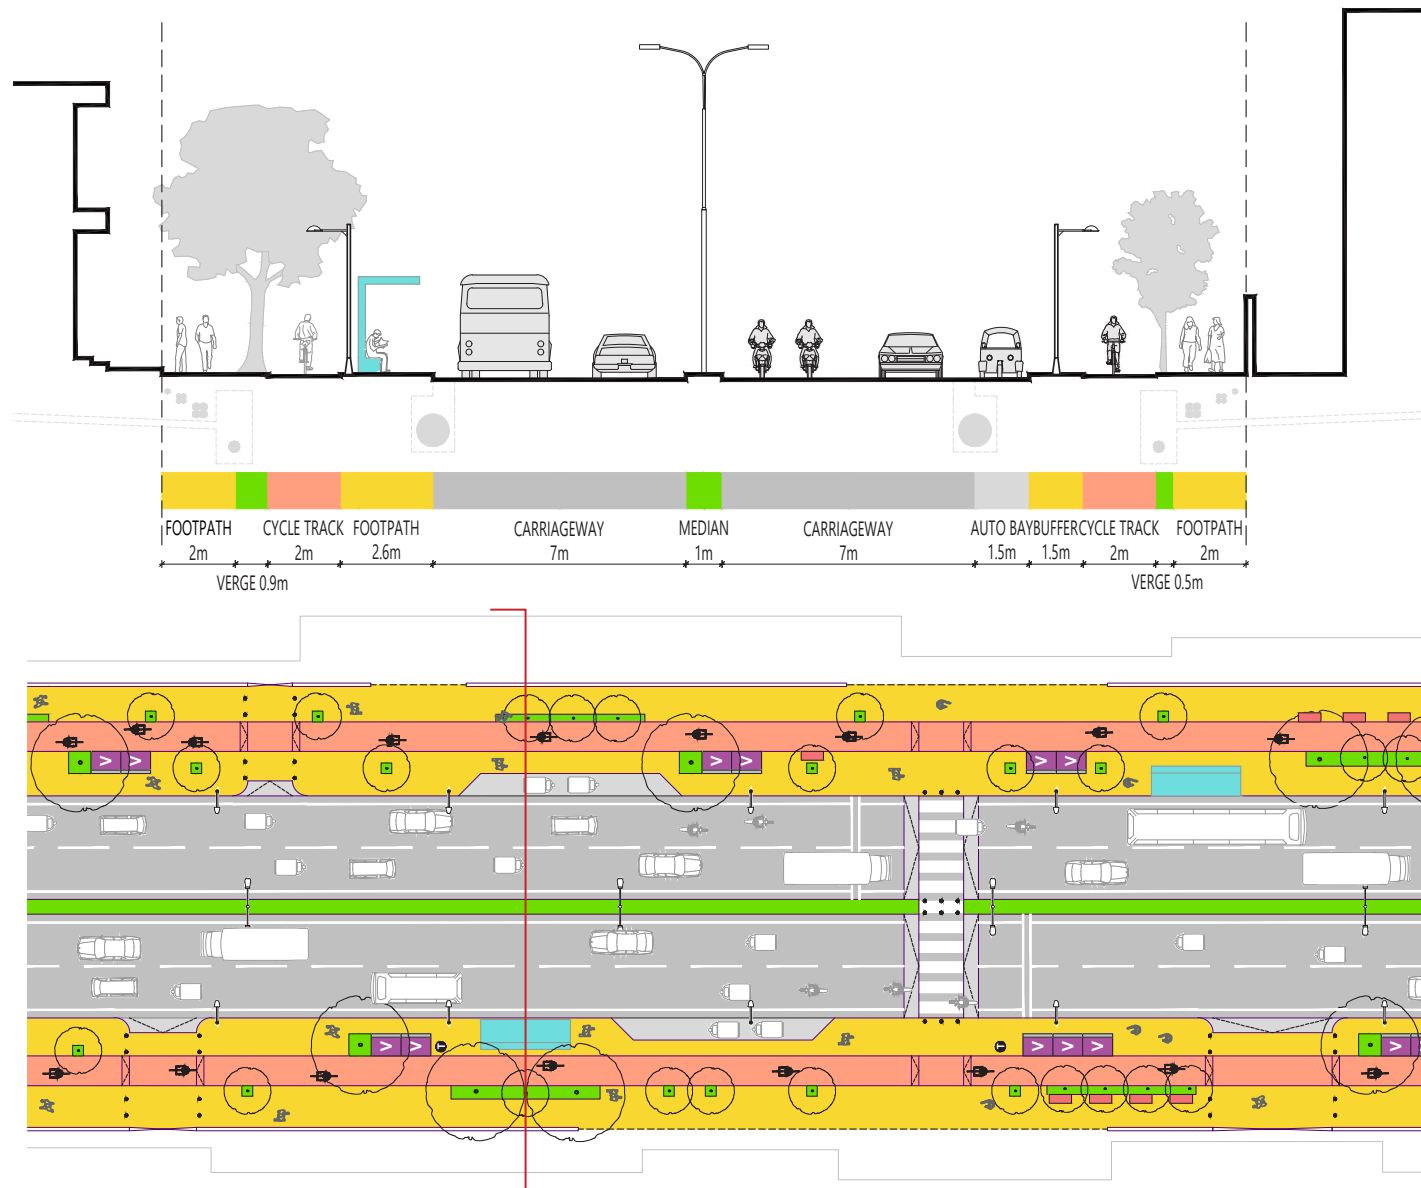 FOOTPATH CYCLE TRACK FOOTPATH CARRIAGEWAY MEDIAN CARRIAGEWAY AUTO BAY BUFFER CYCLE TRACK FOOTPATH
2m 2m 2.6m 7m 1m 7m 1.5m 1.5m 2m 2m
VERGE 0.9m VERGE 0.5m
V V V V V V
V V V V V V V